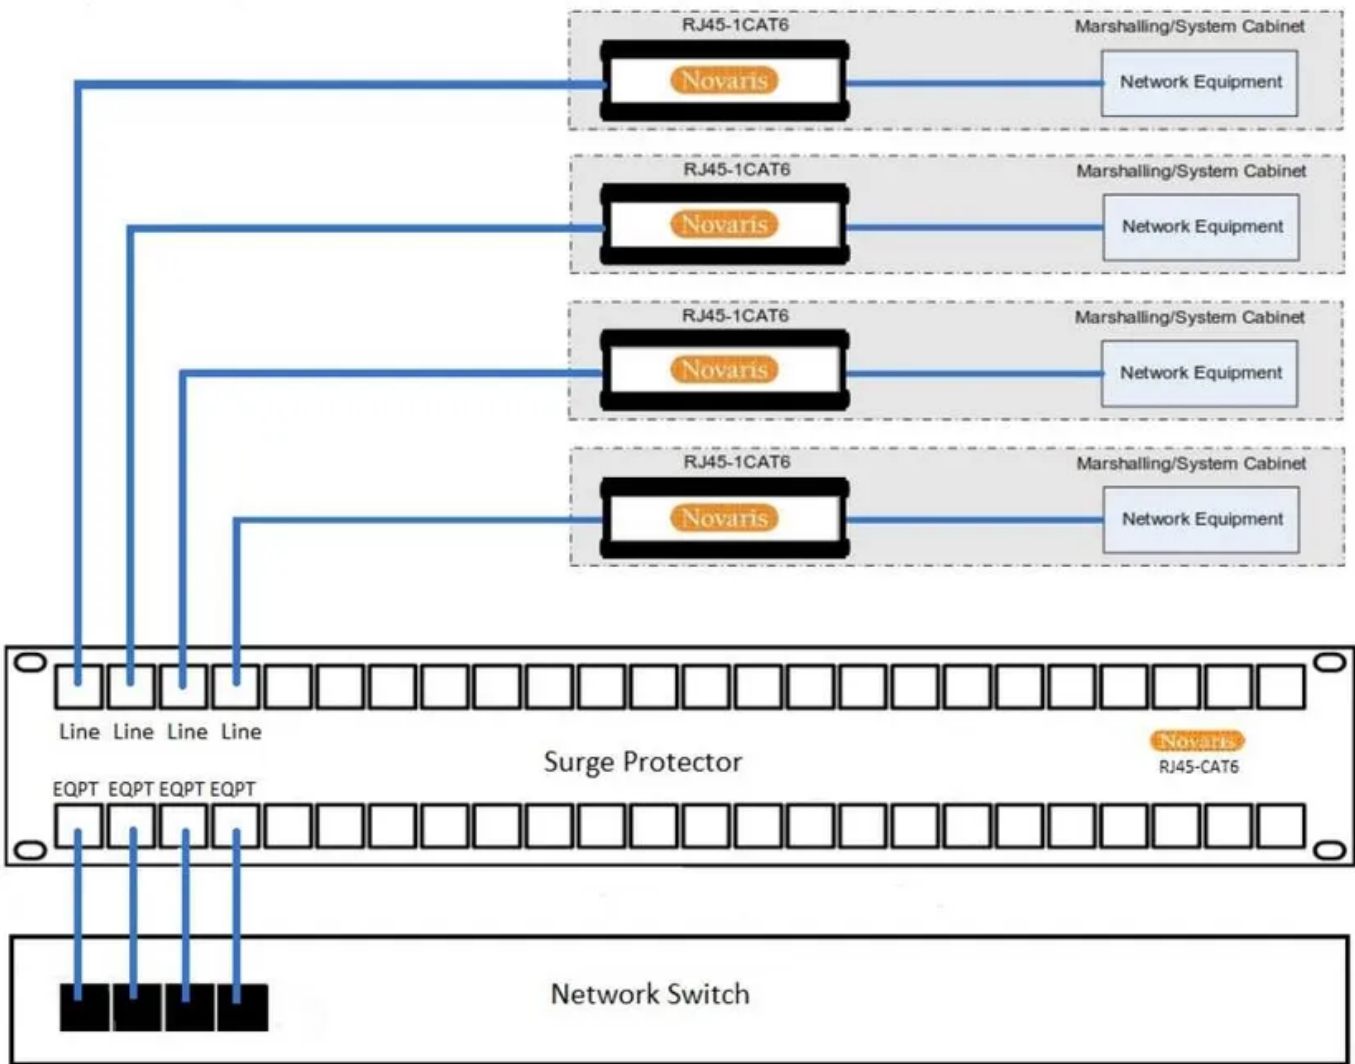 RJ45-1CAT6 Marshalling/System Cabinet
Novaris Network Equipment
RJ45-1CAT6 Marshalling/System Cabinet
Novaris Network Equipment
RJ45-1CAT6 Marshalling/System Cabinet
Novaris Network Equipment
RJ45-1CAT6 Marshalling/System Cabinet
Novaris Network Equipment
Line Line Line Line
Novaris
Surge Protector
RJ45-CAT6
EQPT EQPT EQPT EQPT
Network Switch